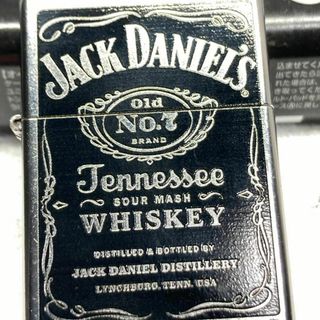 JACK DANIEL'S
Old
No.7
BRAND
Tennessee
SOUR MASH
WHISKEY
DISTILLED & BOTTLED BY
JACK DANIEL DISTILLERY
LYNCHBURG, TENN. USA